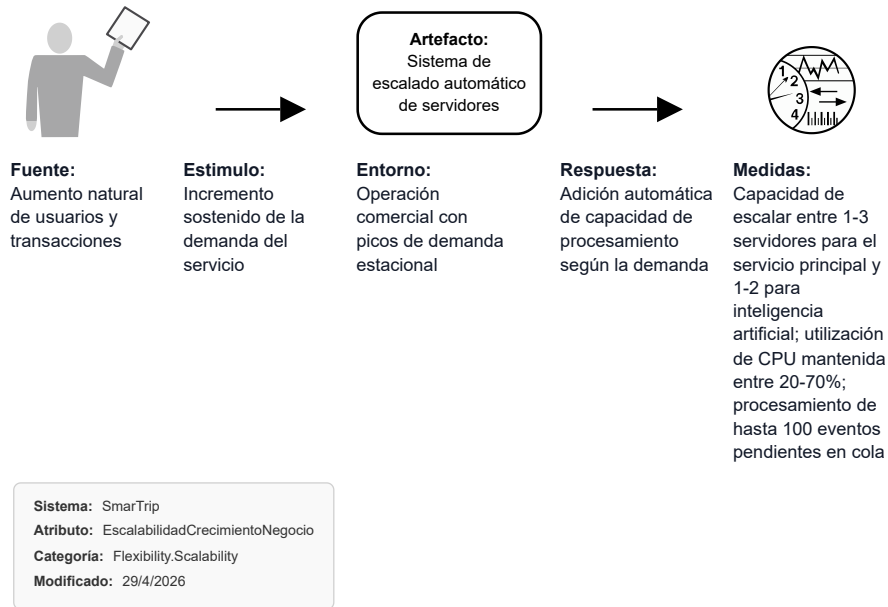 Artefacto:
Sistema de
escalado automático
de servidores
1
2
3
4
Fuente:
Aumento natural
de usuarios y
transacciones
Estimulo:
Incremento
sostenido de la
demanda del
servicio
Entorno:
Operación
comercial con
picos de demanda
estacional
Respuesta:
Adición automática
de capacidad de
procesamiento
según la demanda
Medidas:
Capacidad de
escalar entre 1-3
servidores para el
servicio principal y
1-2 para
inteligencia
artificial; utilización
de CPU mantenida
entre 20-70%;
procesamiento de
hasta 100 eventos
pendientes en cola
Sistema: SmarTrip
Atributo: EscalabilidadCrecimientoNegocio
Categoría: Flexibility.Scalability
Modificado: 29/4/2026